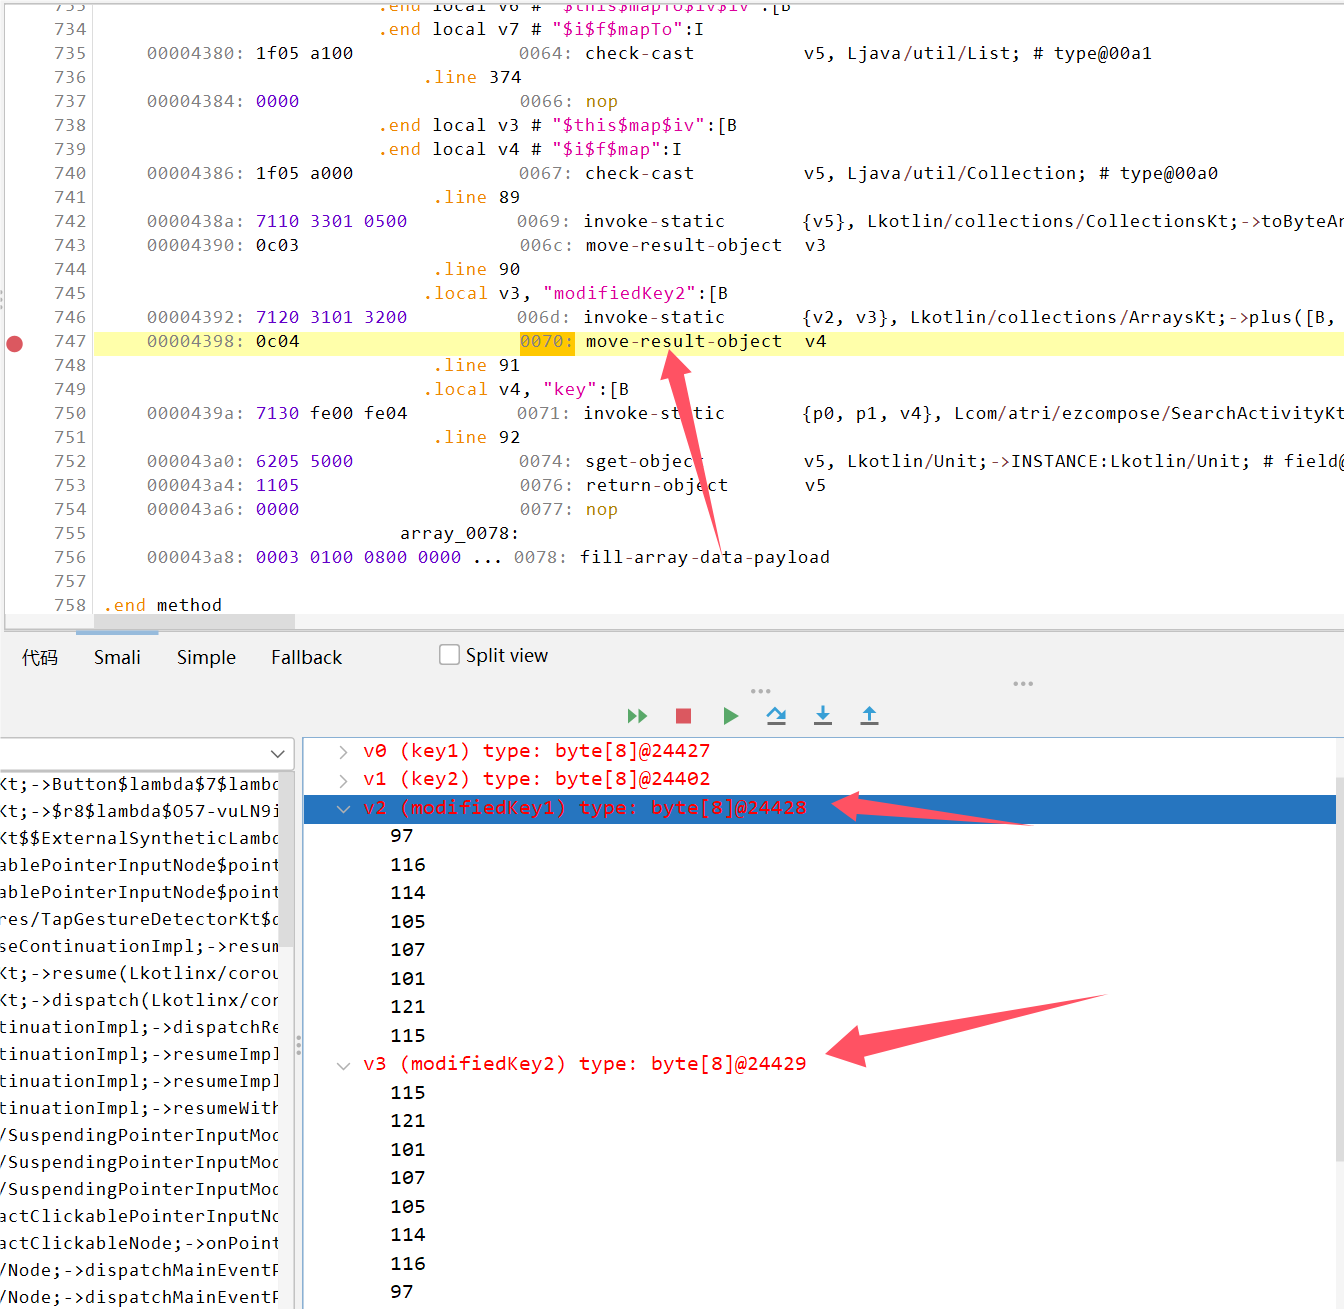 733 .end local v6 # "$this$mapTo$iv$iv":[B
734 .end local v7 # "$i$f$mapTo":I
735 00004380: 1f05 a100 0064: check-cast v5, Ljava/util/List; # type@00a1
736 .line 374
737 00004384: 0000 0066: nop
738 .end local v3 # "$this$map$iv":[B
739 .end local v4 # "$i$f$map":I
740 00004386: 1f05 a000 0067: check-cast v5, Ljava/util/Collection; # type@00a0
741 .line 89
742 0000438a: 7110 3301 0500 0069: invoke-static {v5}, Lkotlin/collections/CollectionsKt;->toByteAr
743 00004390: 0c03 006c: move-result-object v3
744 .line 90
745 .local v3, "modifiedKey2":[B
746 00004392: 7120 3101 3200 006d: invoke-static {v2, v3}, Lkotlin/collections/ArraysKt;->plus([B,
747 00004398: 0c04 0070: move-result-object v4
748 .line 91
749 .local v4, "key":[B
750 0000439a: 7130 fe00 fe04 0071: invoke-static {p0, p1, v4}, Lcom/atri/ezcompose/SearchActivityKt
751 .line 92
752 000043a0: 6205 5000 0074: sget-object v5, Lkotlin/Unit;->INSTANCE:Lkotlin/Unit; # field@
753 000043a4: 1105 0076: return-object v5
754 000043a6: 0000 0077: nop
755 array_0078:
756 000043a8: 0003 0100 0800 0000 ... 0078: fill-array-data-payload
757
758 .end method
代码 Smali Simple Fallback Split view
Kt;->Button$lambda$7$lambd
Kt;->$r8$lambda$O57-vuLN9i
Kt$$ExternalSyntheticLambd
ablePointerInputNode$point
ablePointerInputNode$point
res/TapGestureDetectorKt$d
seContinuationImpl;->resum
Kt;->resume(Lkotlinx/corou
Kt;->dispatch(Lkotlinx/cor
tinuationImpl;->dispatchRe
tinuationImpl;->resumeImpl
tinuationImpl;->resumeImpl
tinuationImpl;->resumeWith
/SuspendingPointerInputMod
/SuspendingPointerInputMod
/SuspendingPointerInputMod
actClickablePointerInputNo
actClickableNode;->onPoint
/Node;->dispatchMainEventP
/Node;->dispatchMainEventP
v0 (key1) type: byte[8]@24427
v1 (key2) type: byte[8]@24402
v2 (modifiedKey1) type: byte[8]@24428
97
116
114
105
107
101
121
115
v3 (modifiedKey2) type: byte[8]@24429
115
121
101
107
105
114
116
97